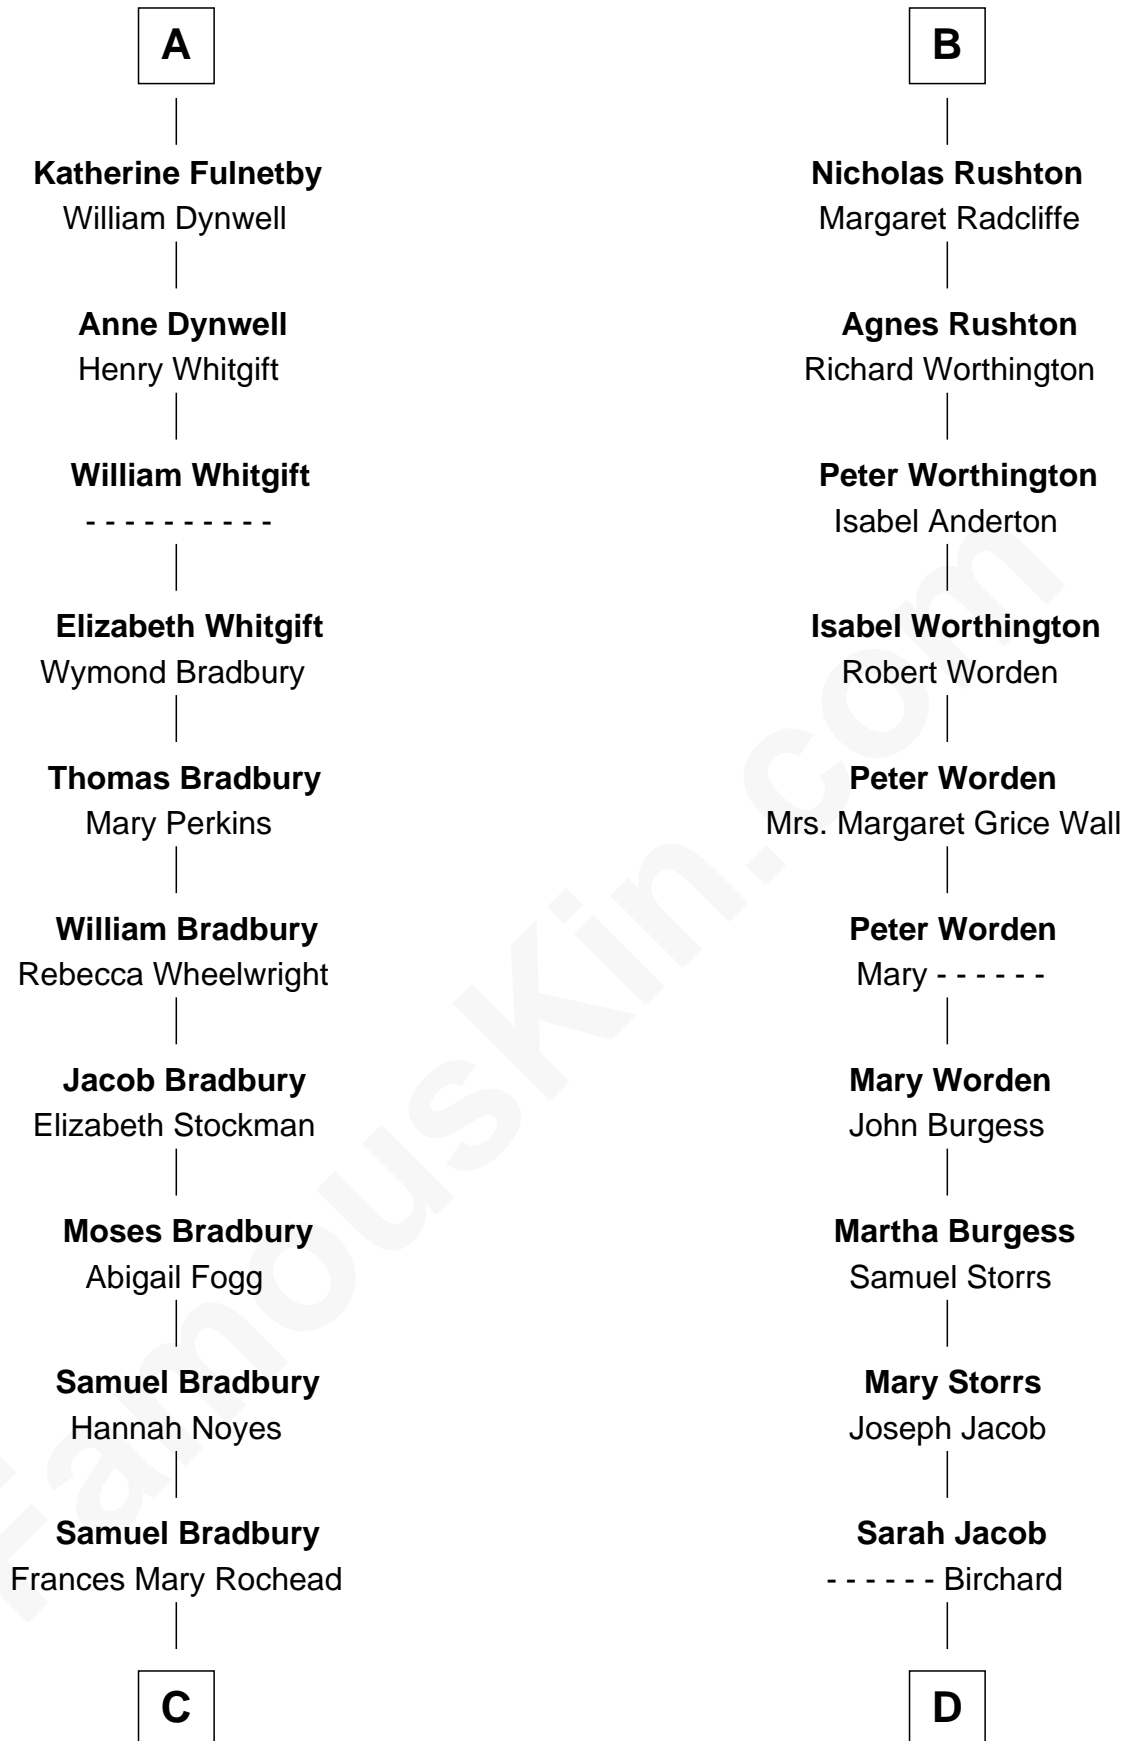 A
Katherine Fulnetby
William Dynwell
Anne Dynwell
Henry Whitgift
William Whitgift
- - - - - - - - - -
Elizabeth Whitgift
Wymond Bradbury
Thomas Bradbury
Mary Perkins
William Bradbury
Rebecca Wheelwright
Jacob Bradbury
Elizabeth Stockman
Moses Bradbury
Abigail Fogg
Samuel Bradbury
Hannah Noyes
Samuel Bradbury
Frances Mary Rochead
C
B
Nicholas Rushton
Margaret Radcliffe
Agnes Rushton
Richard Worthington
Peter Worthington
Isabel Anderton
Isabel Worthington
Robert Worden
Peter Worden
Mrs. Margaret Grice Wall
Peter Worden
Mary - - - - - -
Mary Worden
John Burgess
Martha Burgess
Samuel Storrs
Mary Storrs
Joseph Jacob
Sarah Jacob
- - - - - - Birchard
D
FamousKin.com